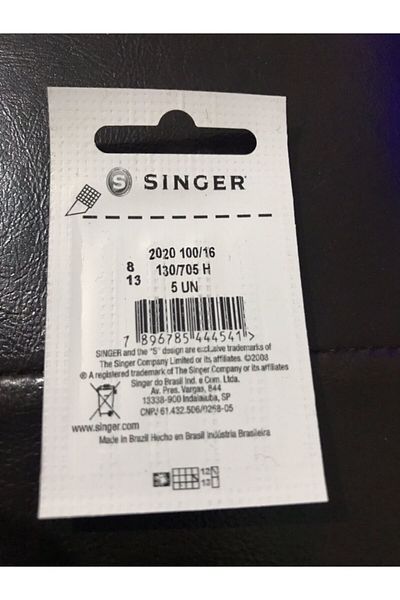 S SINGER
2020 100/16
8 130/705 H
13 5 UN
7 896785 444541 >
SINGER and the "S" design are exclusive trademarks of
The Singer Company Limited or its affiliates. ©2008
® A registered trademark of The Singer Company or its affiliates
Singer do Brasil Ind. e Com. Ltda.
Av. Pres. Vargas, 844
13338-900 Indaiatuba, SP
CNPJ 61.432.506/0258-05
www.singer.com
Made in Brazil Hecho en Brasil Indústria Brasileira
12
13